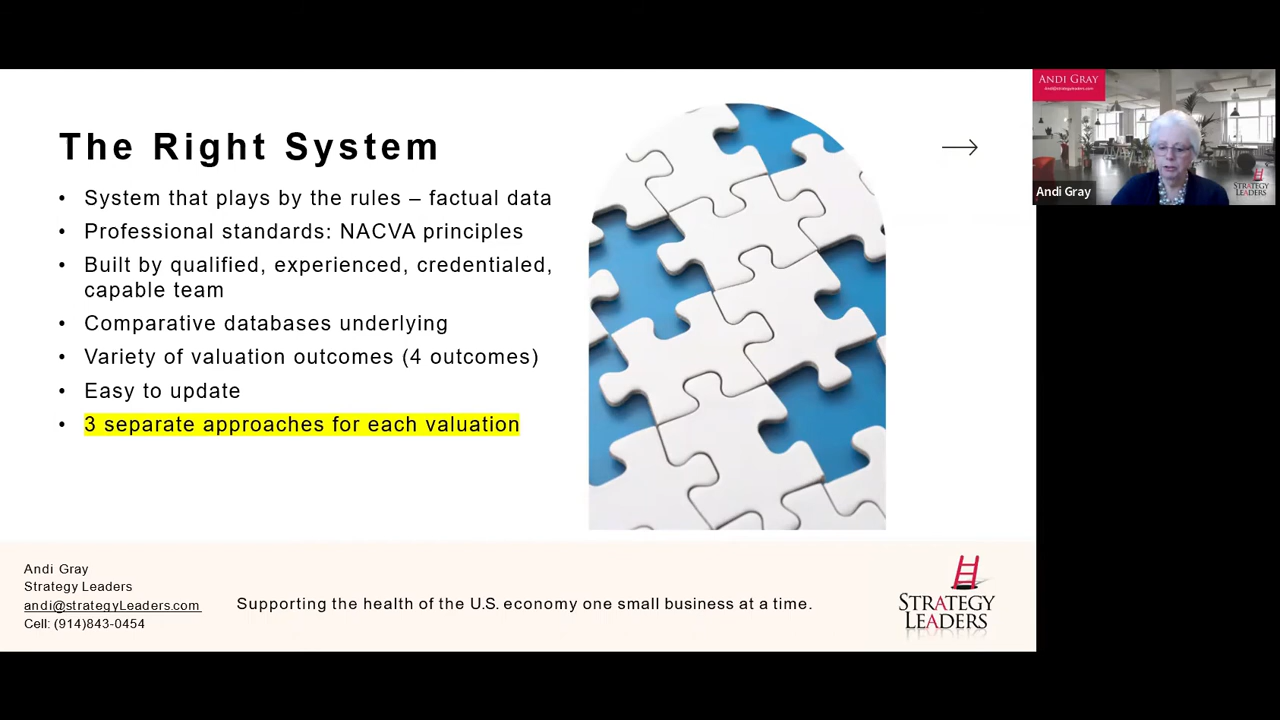 The Right System
• System that plays by the rules – factual data
• Professional standards: NACVA principles
• Built by qualified, experienced, credentialed,
capable team
• Comparative databases underlying
• Variety of valuation outcomes (4 outcomes)
• Easy to update
• 3 separate approaches for each valuation
Andi Gray
Strategy Leaders
andi@strategyLeaders.com
Cell: (914)843-0454
Supporting the health of the U.S. economy one small business at a time.
STRATEGY
LEADERS
ANDI GRAY
Andi@strategyleaders.com
Andi Gray
STRATEGY
LEADERS